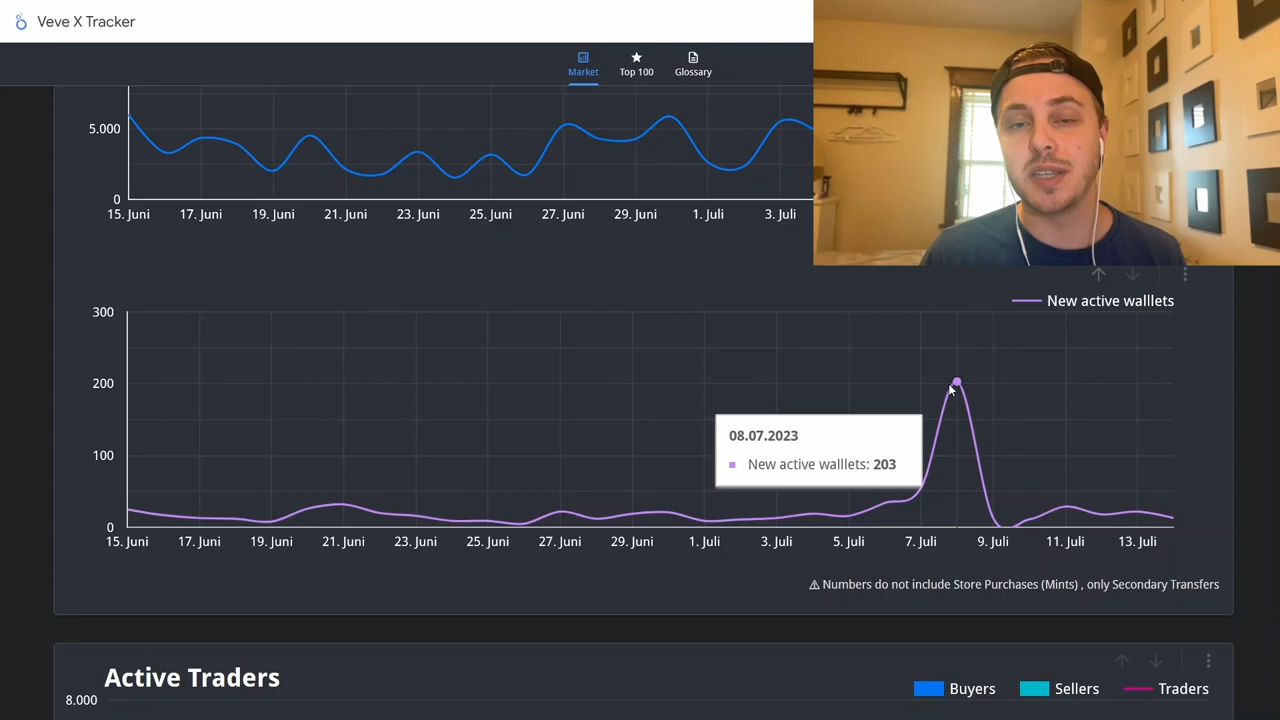 Veve X Tracker
Market
Top 100
Glossary
5.000
0
15. Juni 17. Juni 19. Juni 21. Juni 23. Juni 25. Juni 27. Juni 29. Juni 1. Juli 3. Juli
New active walllets
300
200
100
0
08.07.2023
New active walllets: 203
15. Juni 17. Juni 19. Juni 21. Juni 23. Juni 25. Juni 27. Juni 29. Juni 1. Juli 3. Juli 5. Juli 7. Juli 9. Juli 11. Juli 13. Juli
⚠ Numbers do not include Store Purchases (Mints) , only Secondary Transfers
Active Traders
Buyers Sellers Traders
8.000